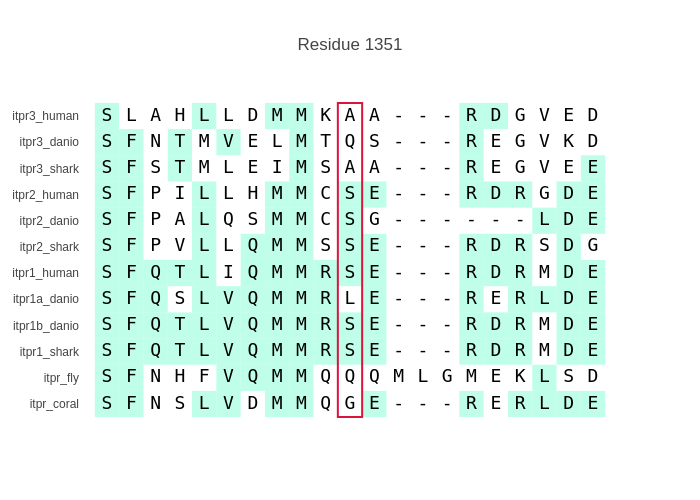 Residue 1351
itpr3_human S L A H L L D M M K A A - - - R D G V E D
itpr3_danio S F N T M V E L M T Q S - - - R E G V K D
itpr3_shark S F S T M L E I M S A A - - - R E G V E E
itpr2_human S F P I L L H M M C S E - - - R D R G D E
itpr2_danio S F P A L Q S M M C S G - - - - - - L D E
itpr2_shark S F P V L L Q M M S S E - - - R D R S D G
itpr1_human S F Q T L I Q M M R S E - - - R D R M D E
itpr1a_danio S F Q S L V Q M M R L E - - - R E R L D E
itpr1b_danio S F Q T L V Q M M R S E - - - R D R M D E
itpr1_shark S F Q T L V Q M M R S E - - - R D R M D E
itpr_fly S F N H F V Q M M Q Q Q M L G M E K L S D
itpr_coral S F N S L V D M M Q G E - - - R E R L D E